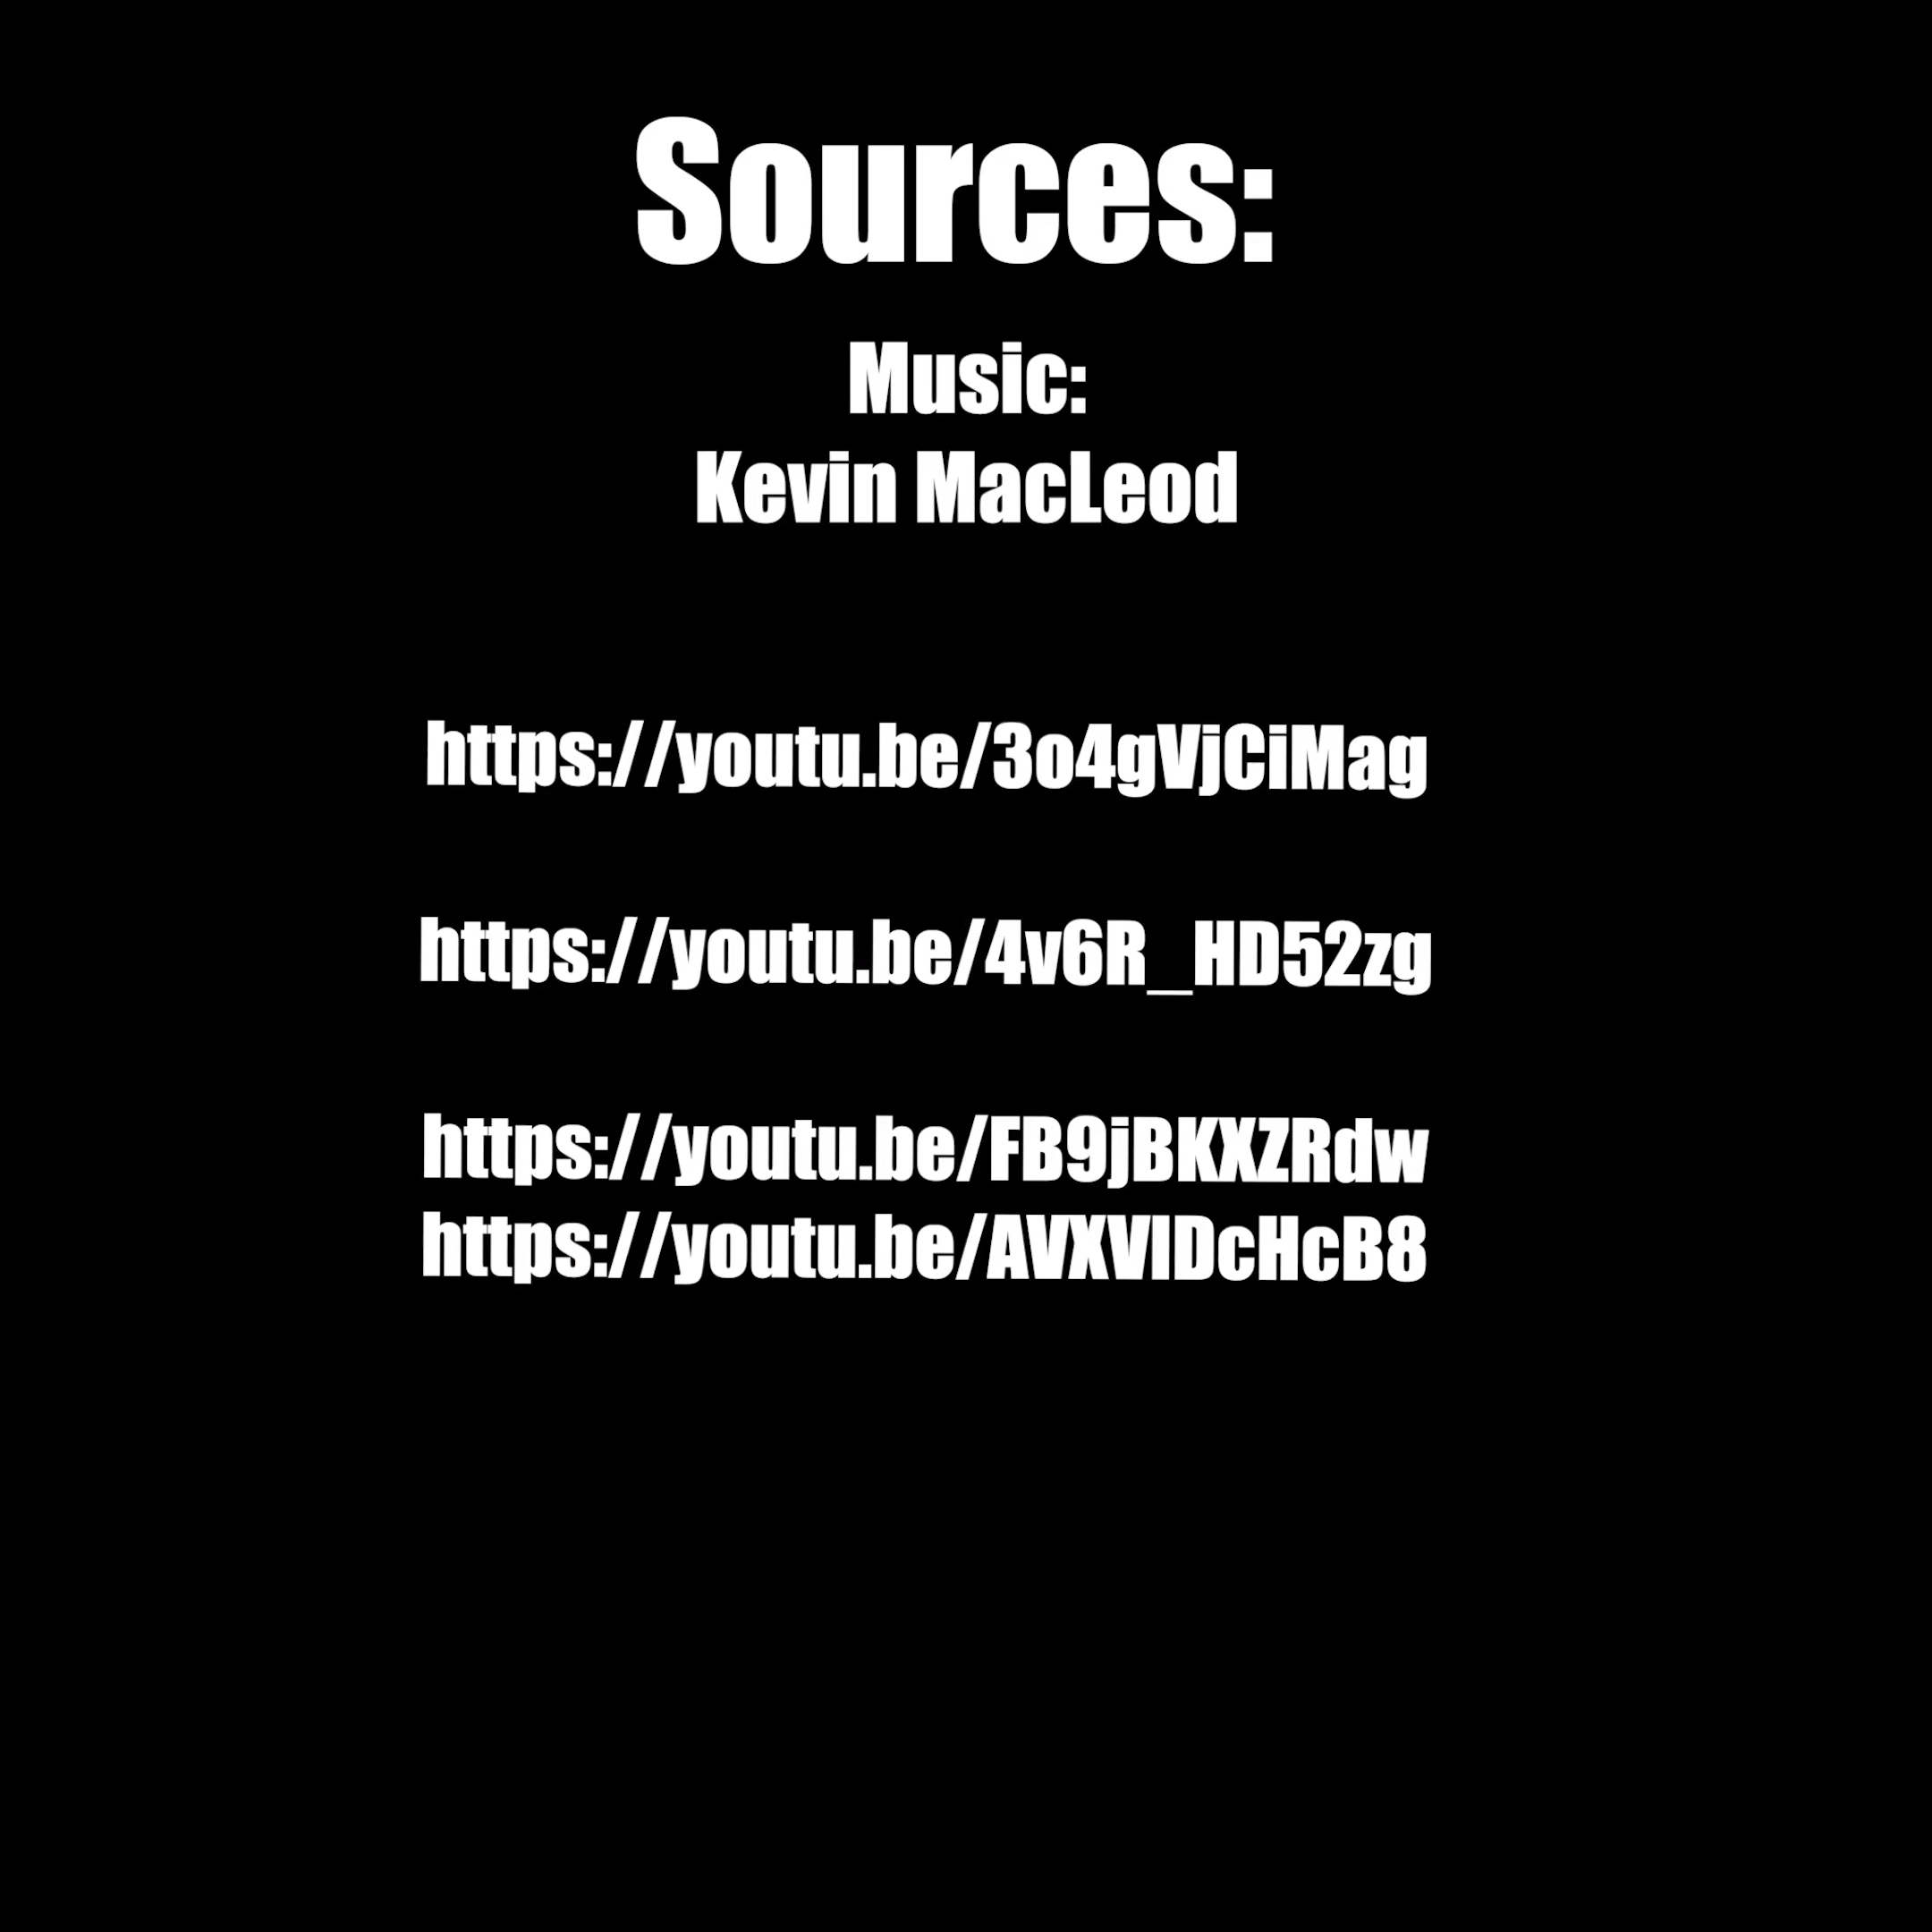 Sources:
Music:
Kevin MacLeod
https://youtu.be/3o4gVjCiMag
https://youtu.be/4v6R_HD52zg
https://youtu.be/FB9jBKXZRdw
https://youtu.be/AVXVIDcHcB8